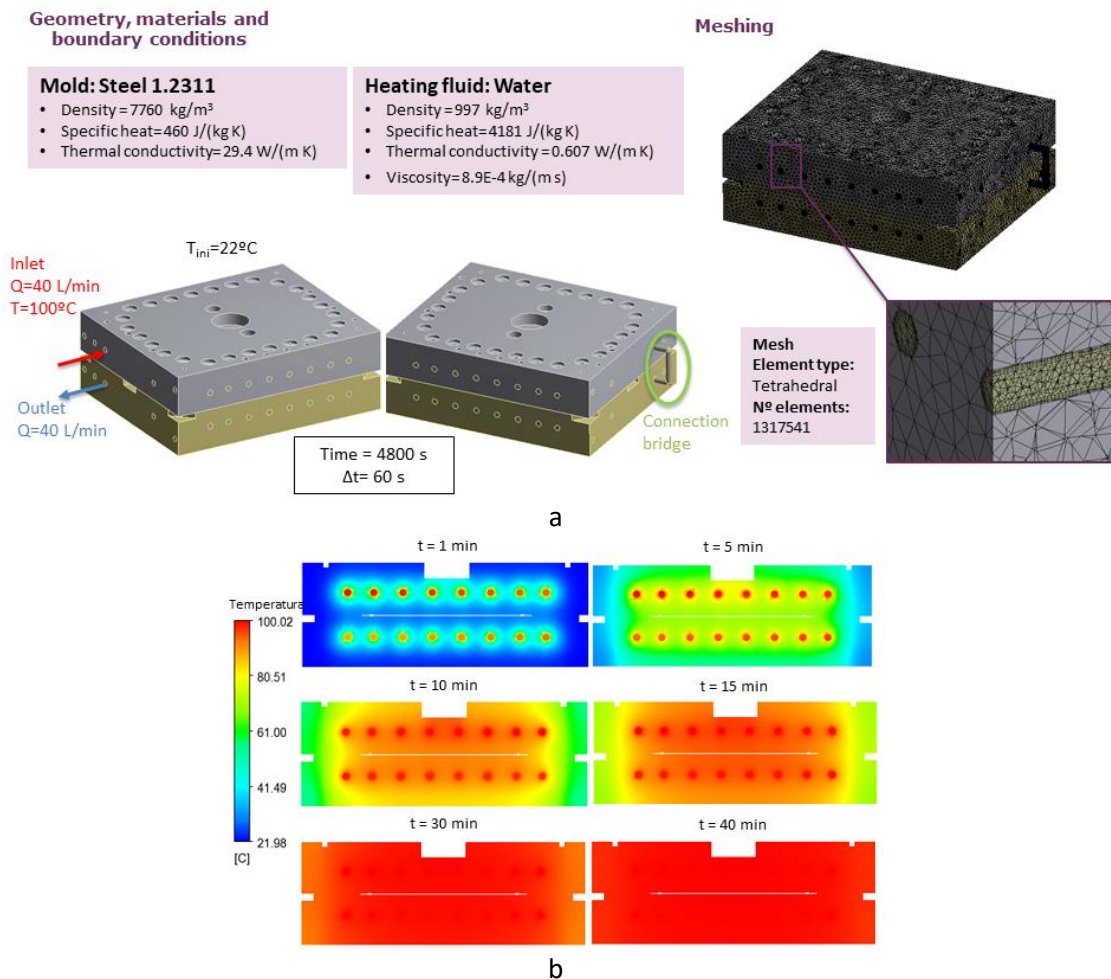 Geometry, materials and
boundary conditions
Meshing
Mold: Steel 1.2311
• Density=7760 kg/m³
• Specific heat=460 J/(kg K)
• Thermal conductivity=29.4 W/(m K)
Heating fluid: Water
• Density=997 kg/m³
• Specific heat=4181 J/(kg K)
• Thermal conductivity=0.607 W/(m K)
• Viscosity=8.9E-4 kg/(m s)
T_ini=22ºC
Inlet
Q=40 L/min
T=100ºC
Outlet
Q=40 L/min
Connection
bridge
Time = 4800 s
Δt= 60 s
Mesh
Element type:
Tetrahedral
Nº elements:
1317541
a
t = 1 min
t = 5 min
Temperatura
100.02
80.51
61.00
41.49
21.98
[C]
t = 10 min
t = 15 min
t = 30 min
t = 40 min
b